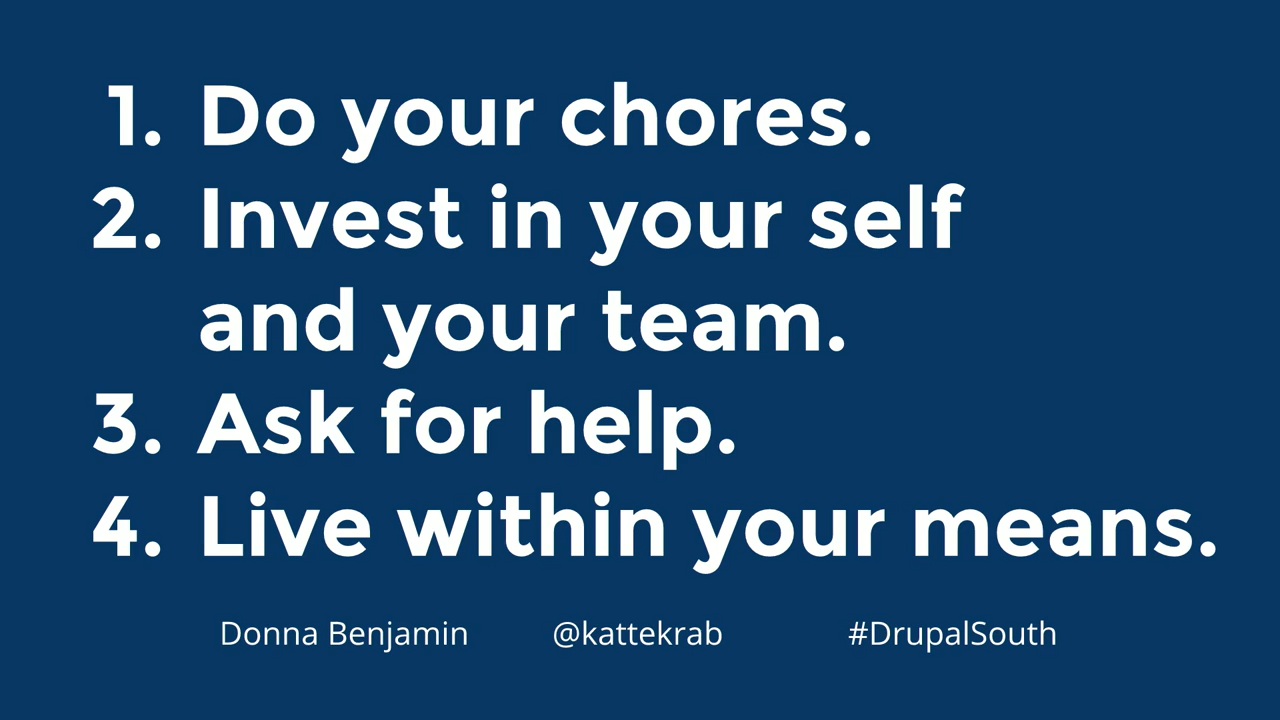 1. Do your chores.
2. Invest in your self
and your team.
3. Ask for help.
4. Live within your means.
Donna Benjamin @kattekrab #DrupalSouth